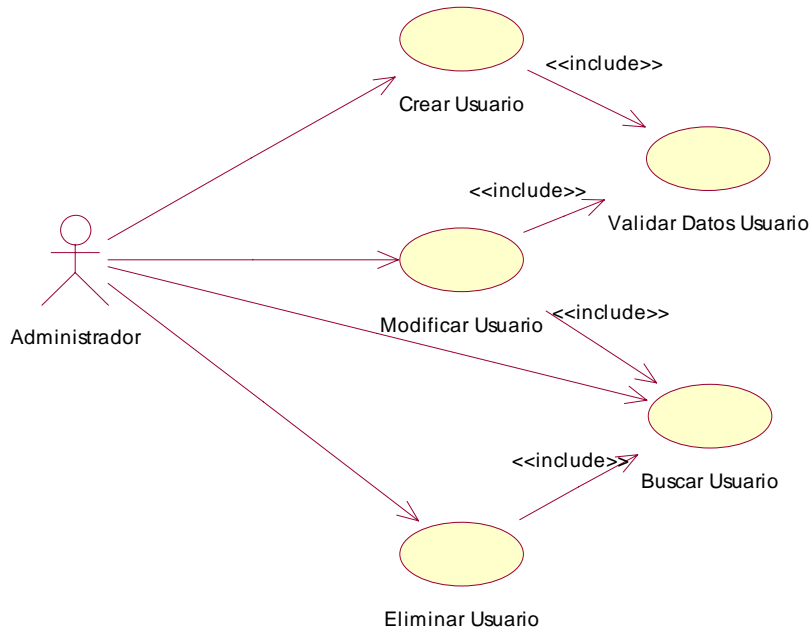 <<include>>
Crear Usuario
<<include>>
Validar Datos Usuario
<<include>>
Modificar Usuario
Administrador
<<include>>
Buscar Usuario
Eliminar Usuario